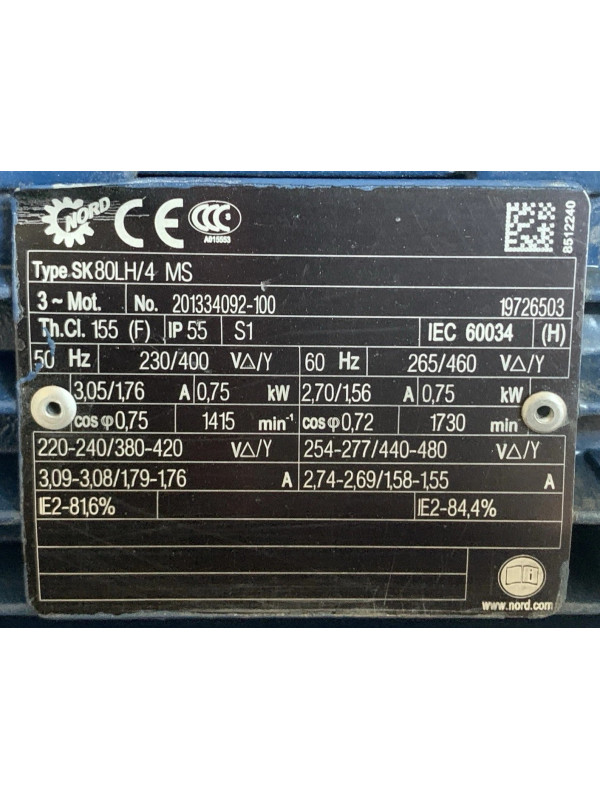 NORD CE CCC
A015553
8512240
Type SK80LH/4 MS
3~Mot. No. 201334092-100 19726503
Th.Cl. 155 (F) IP 55 S1 IEC 60034 (H)
50 Hz 230/400 V△/Y 60 Hz 265/460 V△/Y
3,05/1,76 A 0,75 kW 2,70/1,56 A 0,75 kW
cos φ 0,75 1415 min⁻¹ cos φ 0,72 1730 min
220-240/380-420 V△/Y 254-277/440-480 V△/Y
3,09-3,08/1,79-1,76 A 2,74-2,69/1,58-1,55 A
IE2-81,6% IE2-84,4%
www.nord.com